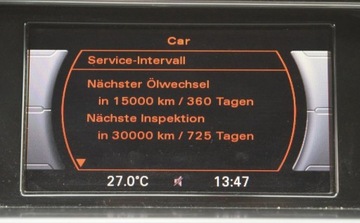 Car
Service-Intervall
Nächster Ölwechsel
in 15000 km / 360 Tagen
Nächste Inspektion
in 30000 km / 725 Tagen
27.0°C 13:47